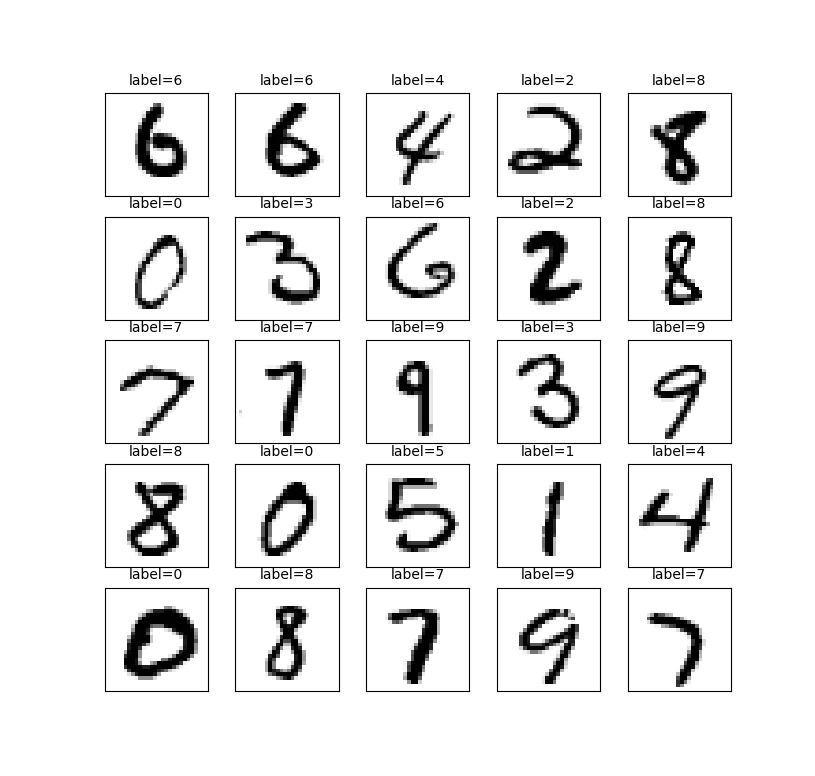 label=6 label=6 label=4 label=2 label=8
6 6 4 2 8
label=0 label=3 label=6 label=2 label=8
0 3 6 2 8
label=7 label=7 label=9 label=3 label=9
7 7 9 3 9
label=8 label=0 label=5 label=1 label=4
8 0 5 1 4
label=0 label=8 label=7 label=9 label=7
0 8 7 9 7